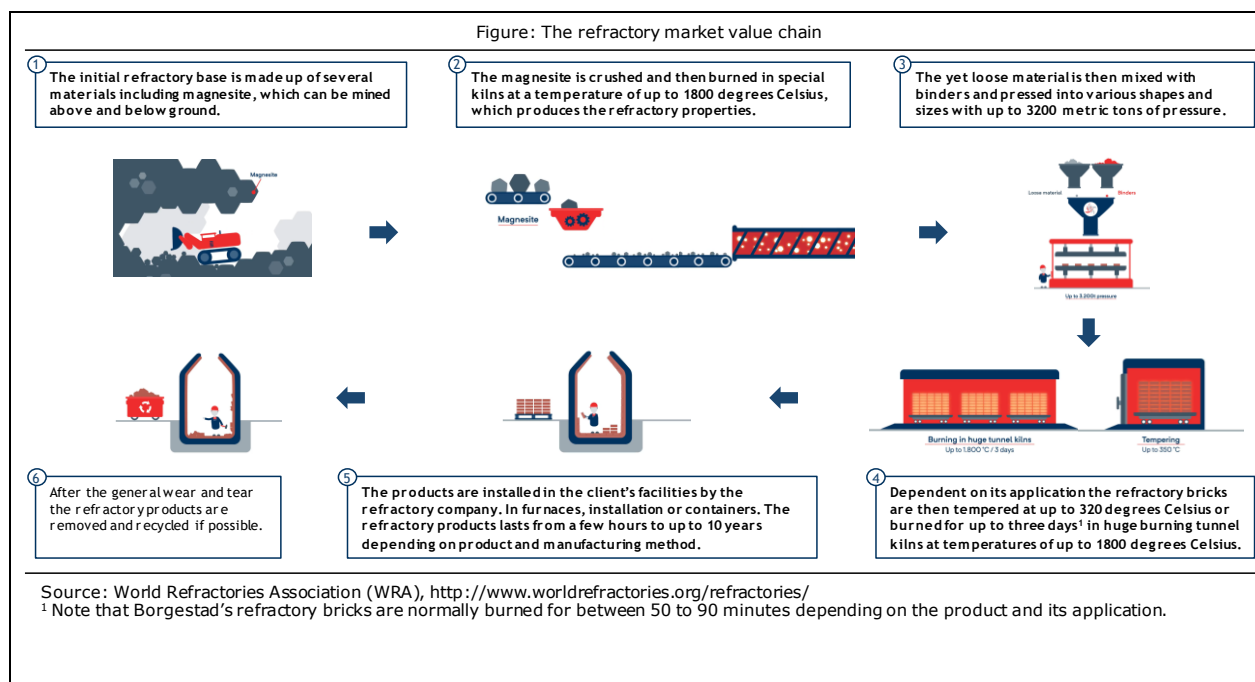 Figure: The refractory market value chain
1
The initial refractory base is made up of several
materials including magnesite, which can be mined
above and below ground.
2
The magnesite is crushed and then burned in special
kilns at a temperature of up to 1800 degrees Celsius,
which produces the refractory properties.
3
The yet loose material is then mixed with
binders and pressed into various shapes and
sizes with up to 3200 metric tons of pressure.
Magnesite
Magnesite
Loose material
Binders
Up to 3.200t pressure
Burning in huge tunnel kilns
Up to 1.800 °C / 3 days
Tempering
Up to 350 °C
6
After the general wear and tear
the refractory products are
removed and recycled if possible.
5
The products are installed in the client's facilities by the
refractory company. In furnaces, installation or containers. The
refractory products lasts from a few hours to up to 10 years
depending on product and manufacturing method.
4
Dependent on its application the refractory bricks
are then tempered at up to 320 degrees Celsius or
burned for up to three days¹ in huge burning tunnel
kilns at temperatures of up to 1800 degrees Celsius.
Source: World Refractories Association (WRA), http://www.worldrefractories.org/refractories/
¹ Note that Borgestad's refractory bricks are normally burned for between 50 to 90 minutes depending on the product and its application.